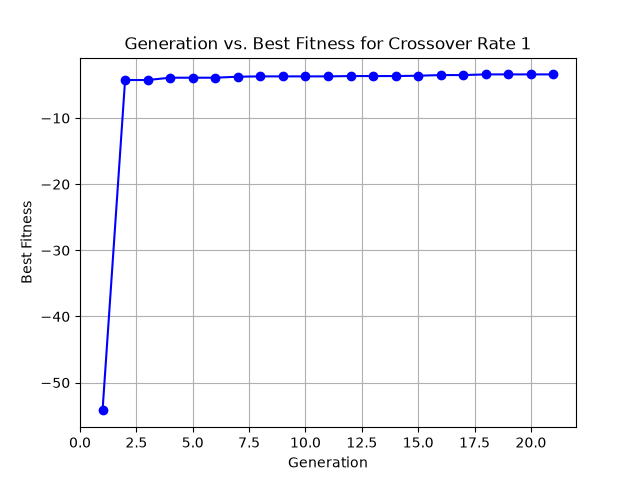 Generation vs. Best Fitness for Crossover Rate 1
Best Fitness
−10
−20
−30
−40
−50
0.0 2.5 5.0 7.5 10.0 12.5 15.0 17.5 20.0
Generation